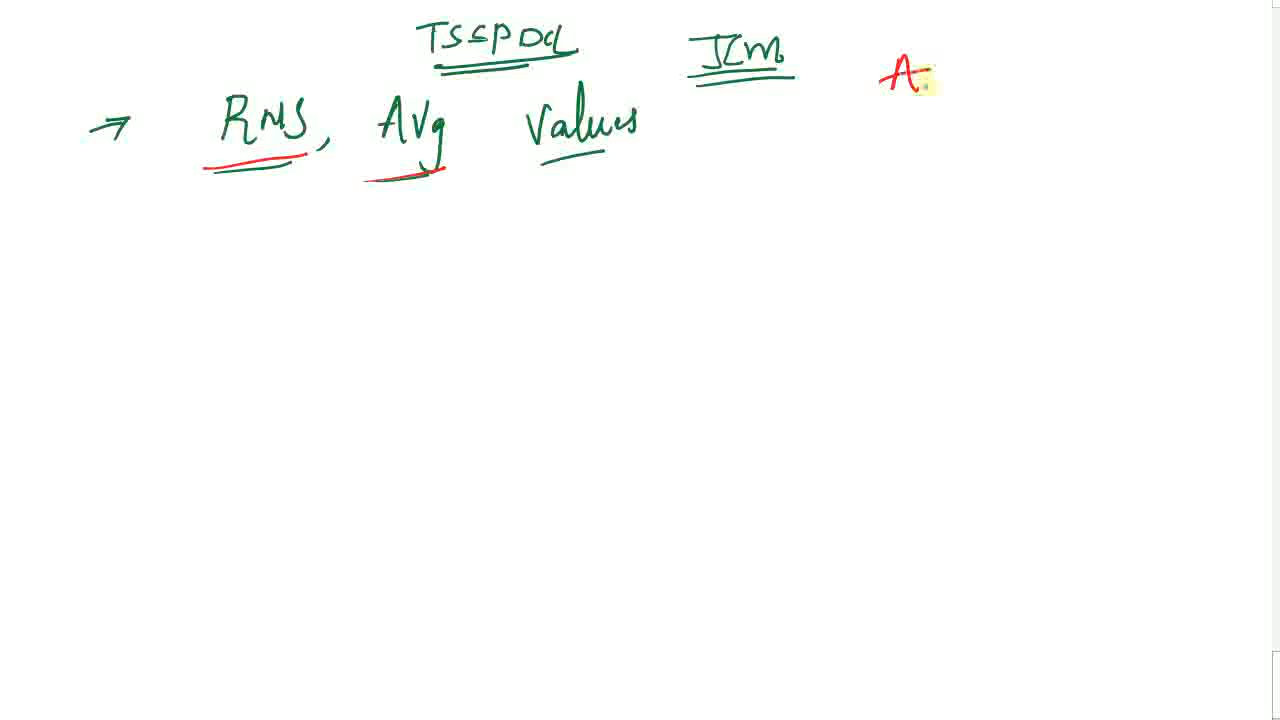 TSSPDCL JLM A
→ RMS, Avg Values